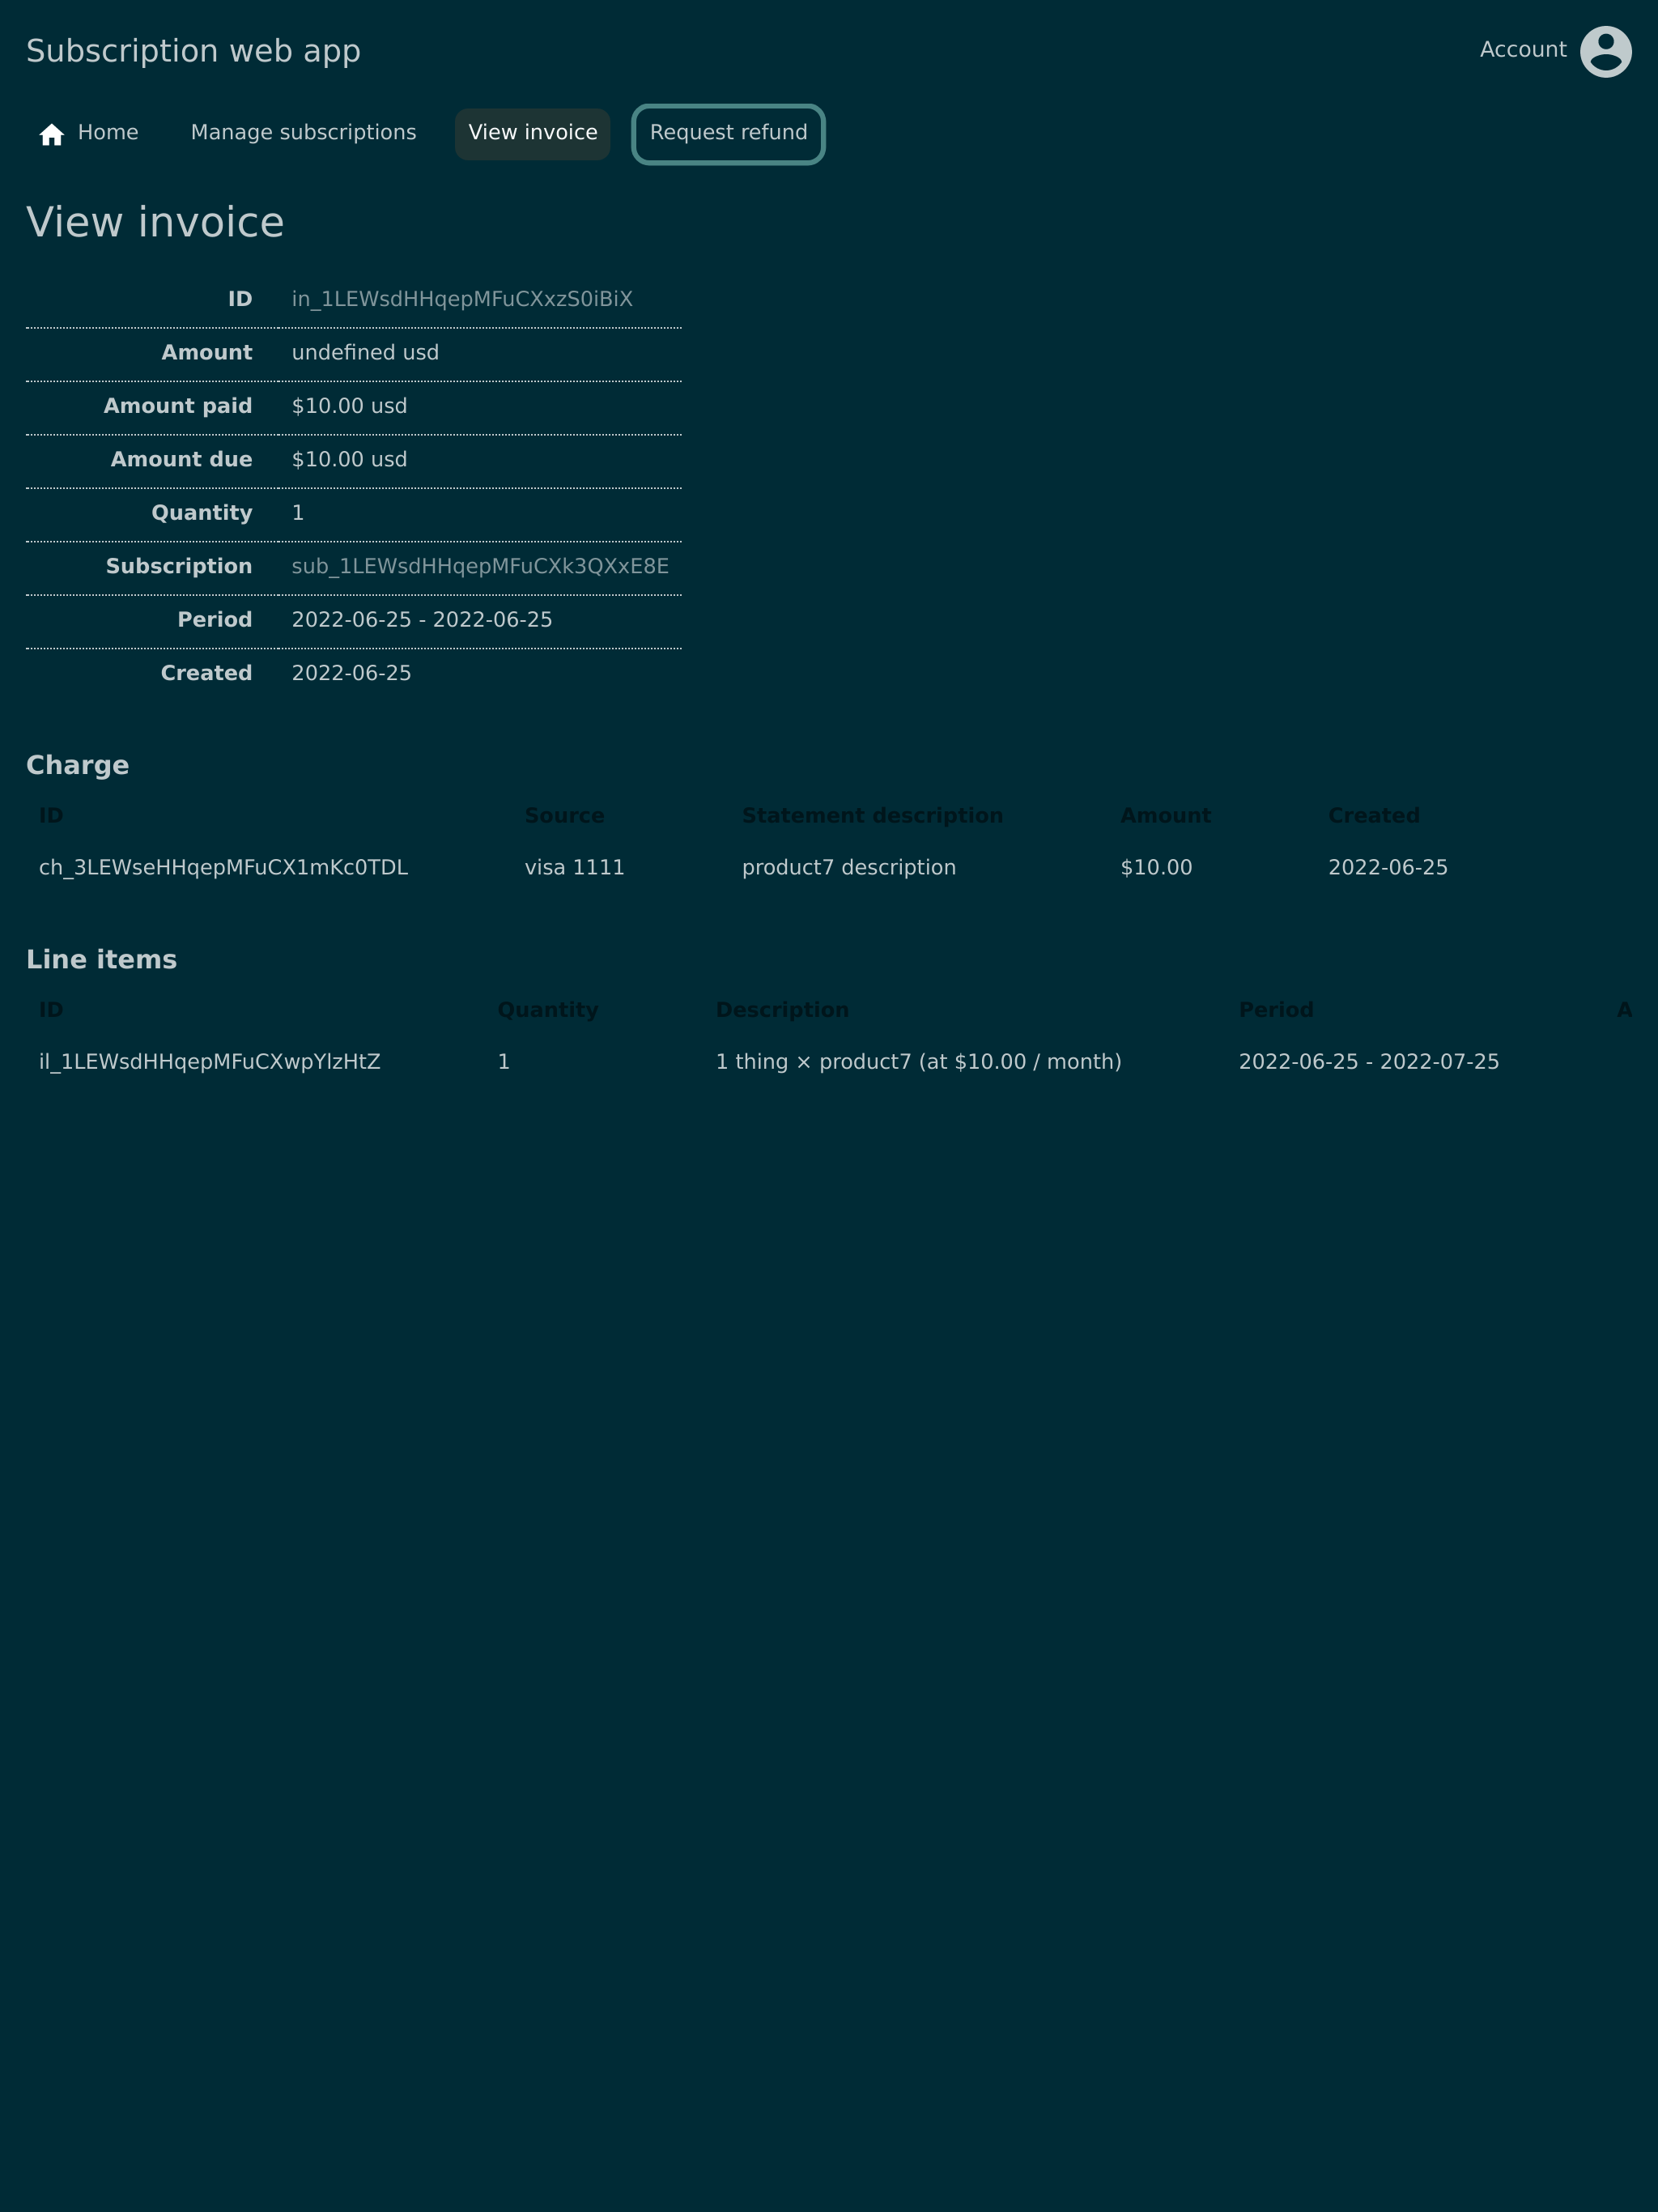 Subscription web app
Account
Home Manage subscriptions View invoice Request refund
View invoice
ID in_1LEWsdHHqepMFuCXxzS0iBiX
Amount undefined usd
Amount paid $10.00 usd
Amount due $10.00 usd
Quantity 1
Subscription sub_1LEWsdHHqepMFuCXk3QXxE8E
Period 2022-06-25 - 2022-06-25
Created 2022-06-25
Charge
ID Source Statement description Amount Created
ch_3LEWseHHqepMFuCX1mKc0TDL visa 1111 product7 description $10.00 2022-06-25
Line items
ID Quantity Description Period A
il_1LEWsdHHqepMFuCXwpYlzHtZ 1 1 thing × product7 (at $10.00 / month) 2022-06-25 - 2022-07-25